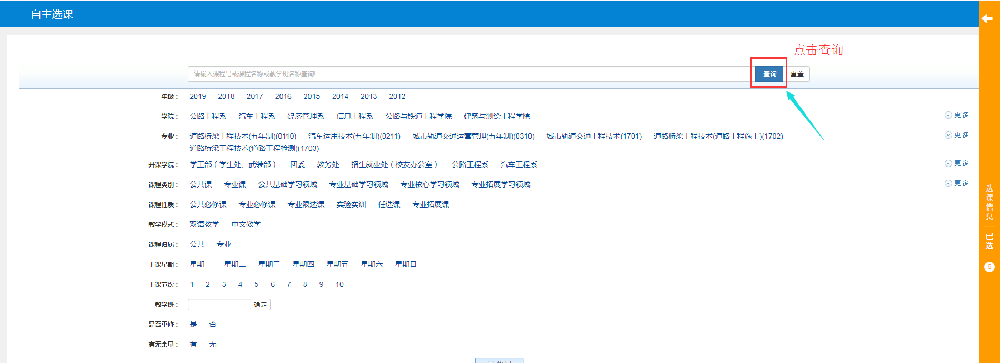 自主选课
点击查询
请输入课程号或课程名称或教学班名称查询! 查询 重置
年级： 2019 2018 2017 2016 2015 2014 2013 2012
学院： 公路工程系 汽车工程系 经济管理系 信息工程系 公路与铁道工程学院 建筑与测绘工程学院 更多
专业： 道路桥梁工程技术(五年制)(0110) 汽车运用技术(五年制)(0211) 城市轨道交通运营管理(五年制)(0310) 城市轨道交通工程技术(1701) 道路桥梁工程技术(道路工程施工)(1702) 更多
道路桥梁工程技术(道路工程检测)(1703)
开课学院： 学工部（学生处、武装部） 团委 教务处 招生就业处（校友办公室） 公路工程系 汽车工程系 更多
课程类别： 公共课 专业课 公共基础学习领域 专业基础学习领域 专业核心学习领域 专业拓展学习领域 更多
课程性质： 公共必修课 专业必修课 专业限选课 实验实训 任选课 专业拓展课
教学模式： 双语教学 中文教学
课程归属： 公共 专业
上课星期： 星期一 星期二 星期三 星期四 星期五 星期六 星期日
上课节次： 1 2 3 4 5 6 7 8 9 10
教学班： 确定
是否重修： 是 否
有无余量： 有 无
收起
选课信息
已选
6